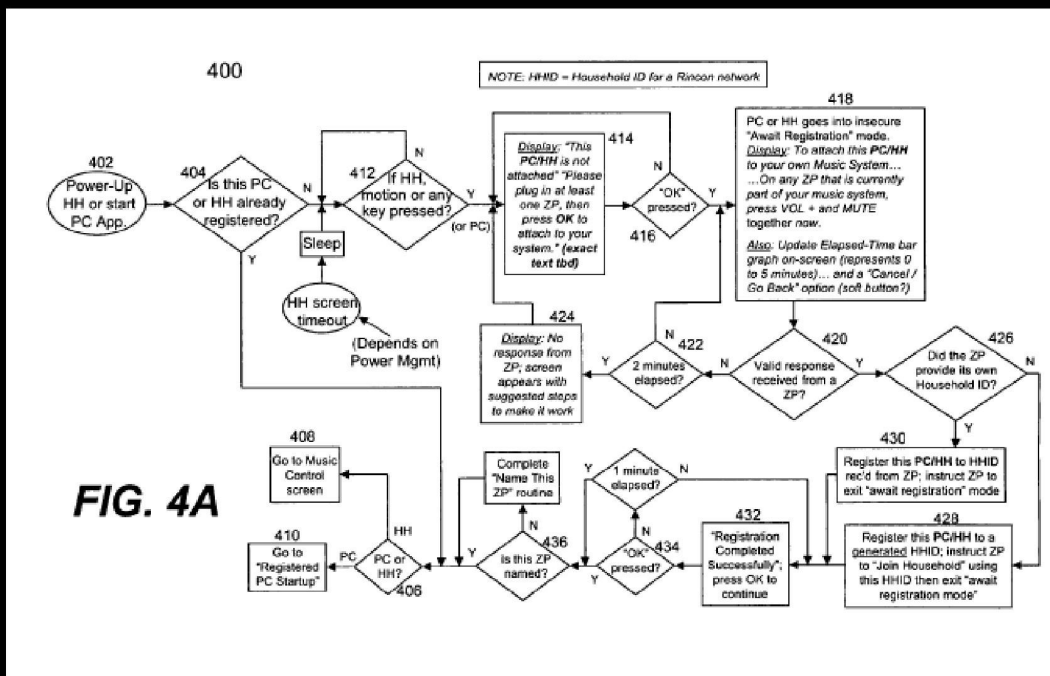 400
NOTE: HHID = Household ID for a Rincon network
402
Power-Up
HH or start
PC App.
404
Is this PC
or HH already
registered?
N
Y
Sleep
HH screen
timeout
(Depends on
Power Mgmt)
412
If HH,
motion or any
key pressed?
N
Y
(or PC)
414
Display: "This
PC/HH is not
attached" "Please
plug in at least
one ZP, then
press OK to
attach to your
system." (exact
text tbd)
N
"OK"
pressed?
Y
416
418
PC or HH goes into insecure
"Await Registration" mode.
Display: To attach this PC/HH
to your own Music System…
…On any ZP that is currently
part of your music system,
press VOL + and MUTE
together now.
Also: Update Elapsed-Time bar
graph on-screen (represents 0
to 5 minutes)… and a "Cancel /
Go Back" option (soft button?)
424
Display: No
response from
ZP; screen
appears with
suggested steps
to make it work
N
422
Y
2 minutes
elapsed?
N
420
Valid response
received from a
ZP?
Y
426
Did the ZP
provide its own
Household ID?
N
Y
430
Register this PC/HH to HHID
rec'd from ZP; instruct ZP to
exit "await registration" mode
428
Register this PC/HH to a
generated HHID; instruct ZP
to "Join Household" using
this HHID then exit "await
registration mode"
432
"Registration
Completed
Successfully";
press OK to
continue
Y
1 minute
elapsed?
N
N
"OK"
pressed?
434
Y
Complete
"Name This
ZP" routine
N
436
Is this ZP
named?
Y
408
Go to Music
Control
screen
HH
410
Go to
"Registered
PC Startup"
PC
PC or
HH?
406
FIG. 4A